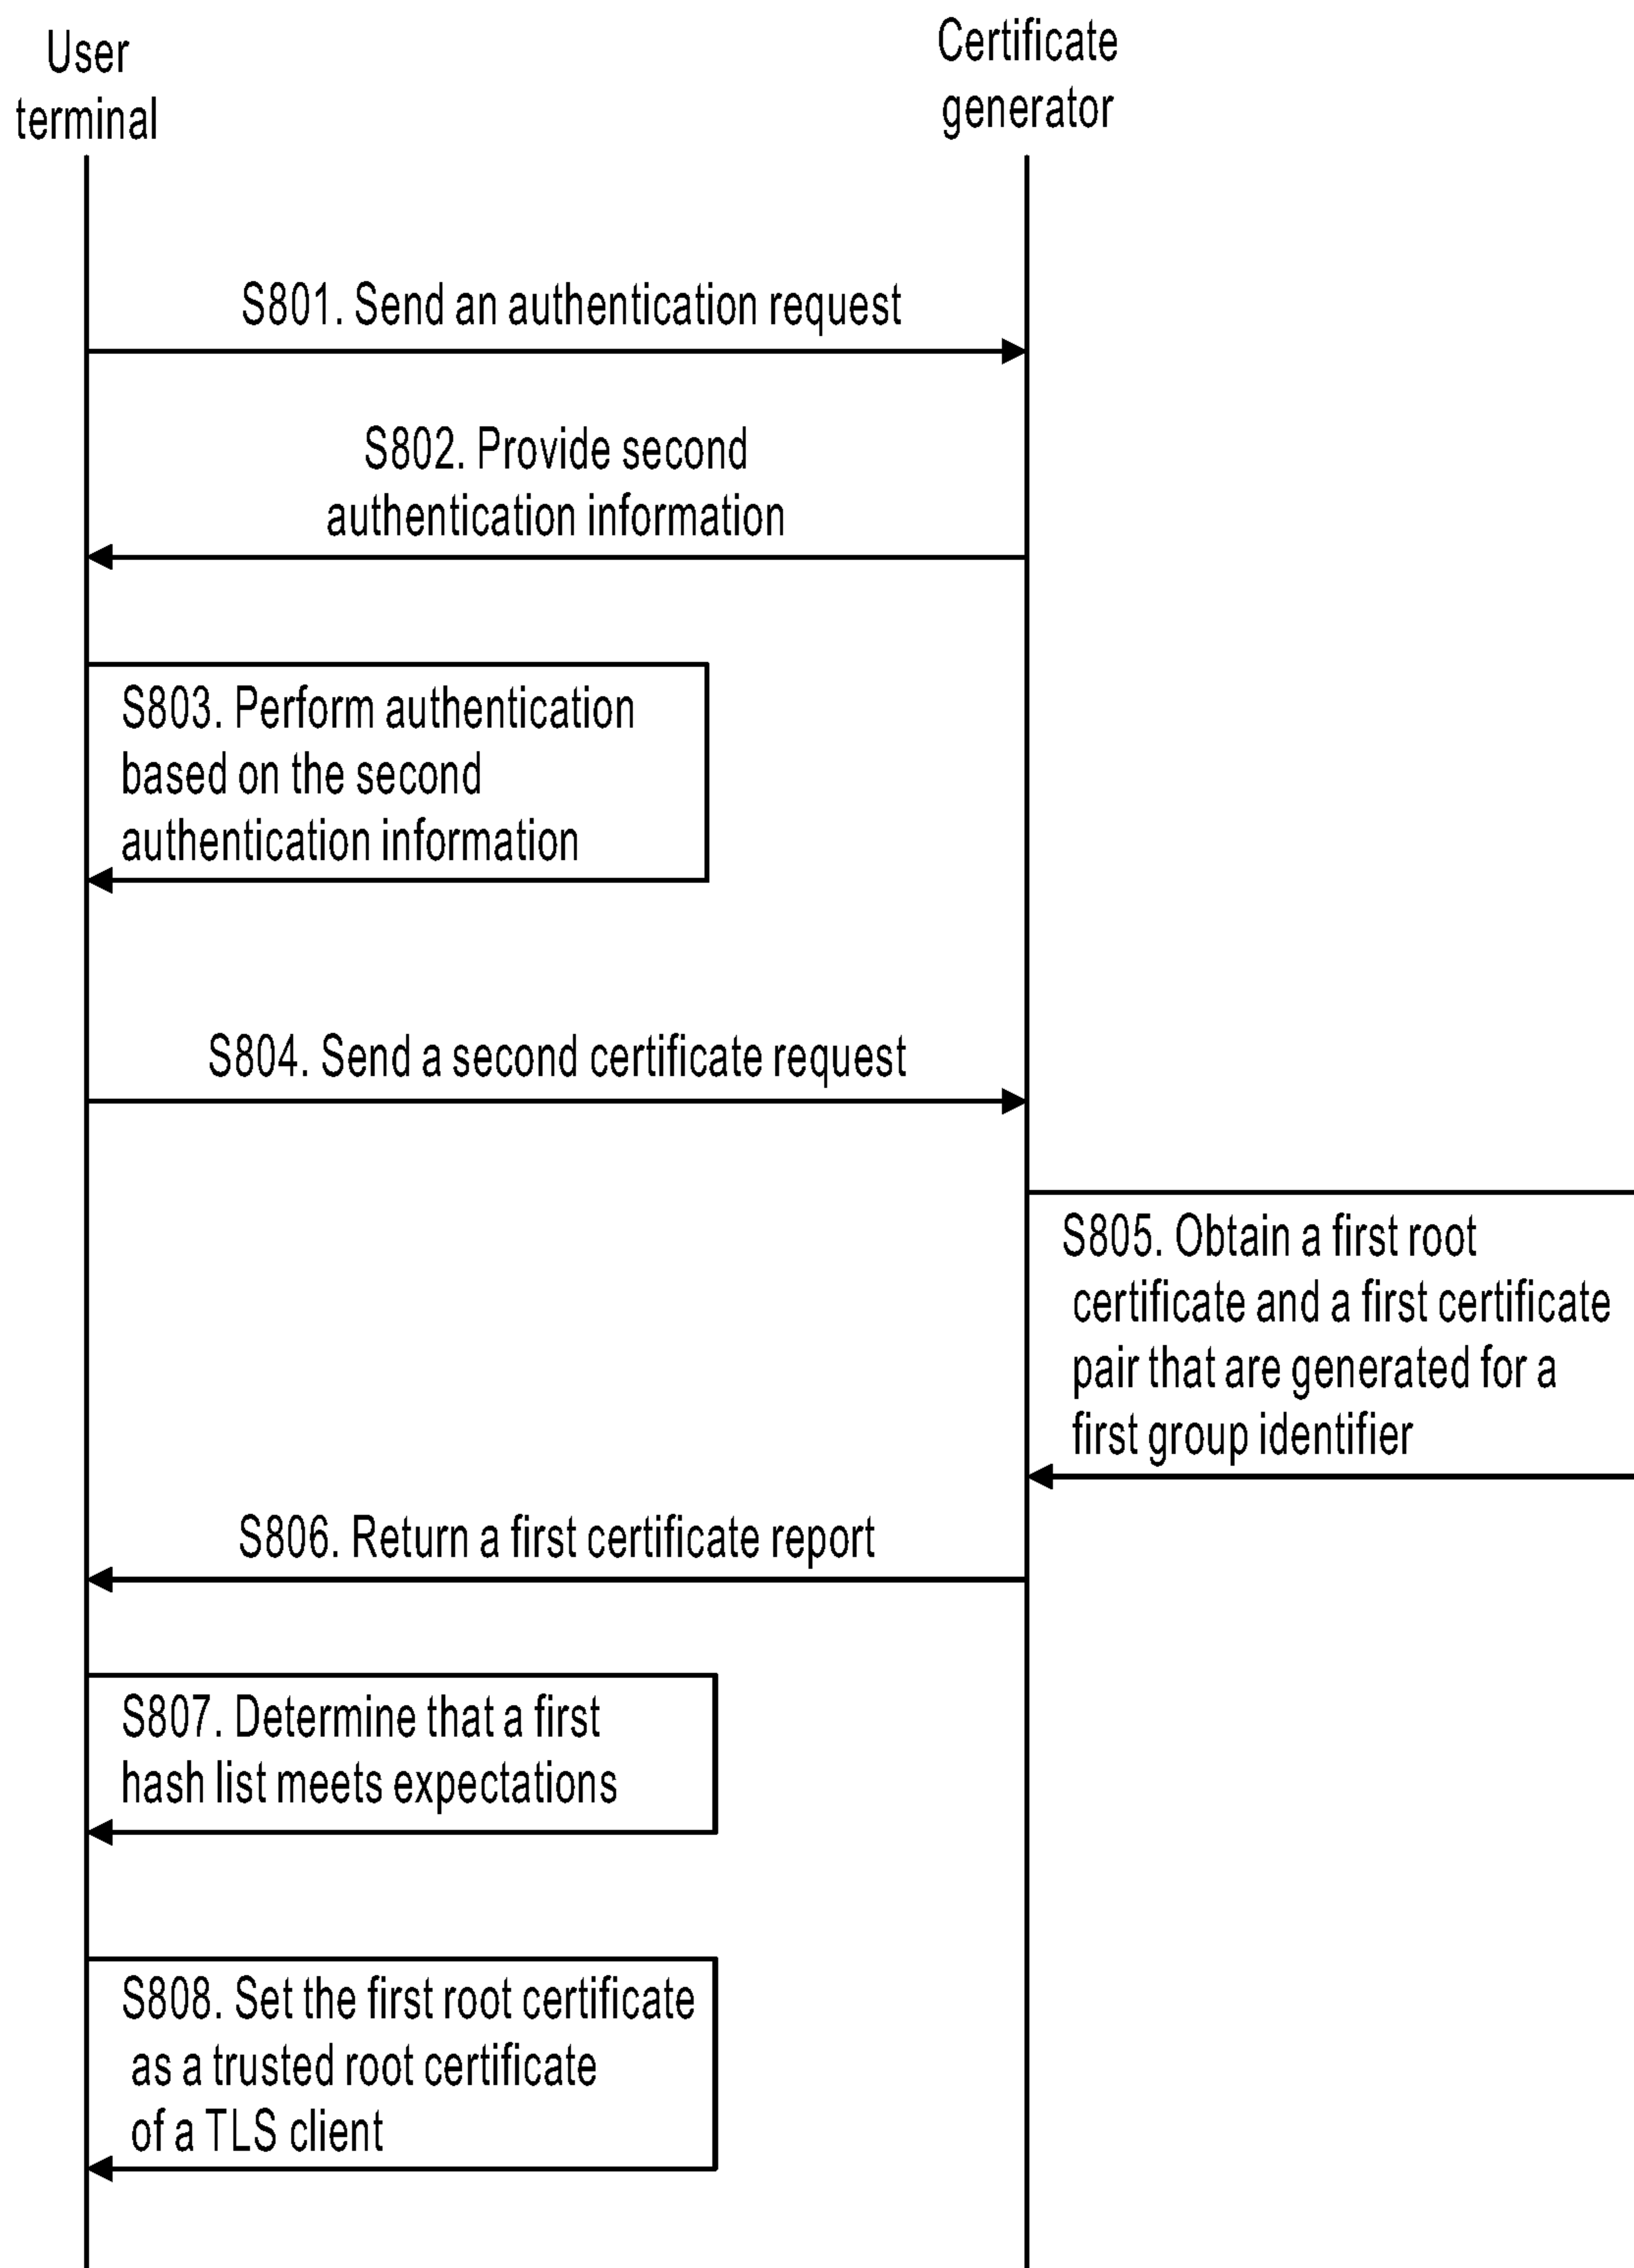 User
terminal
Certificate
generator
S801. Send an authentication request
S802. Provide second
authentication information
S803. Perform authentication
based on the second
authentication information
S804. Send a second certificate request
S805. Obtain a first root
certificate and a first certificate
pair that are generated for a
first group identifier
S806. Return a first certificate report
S807. Determine that a first
hash list meets expectations
S808. Set the first root certificate
as a trusted root certificate
of a TLS client